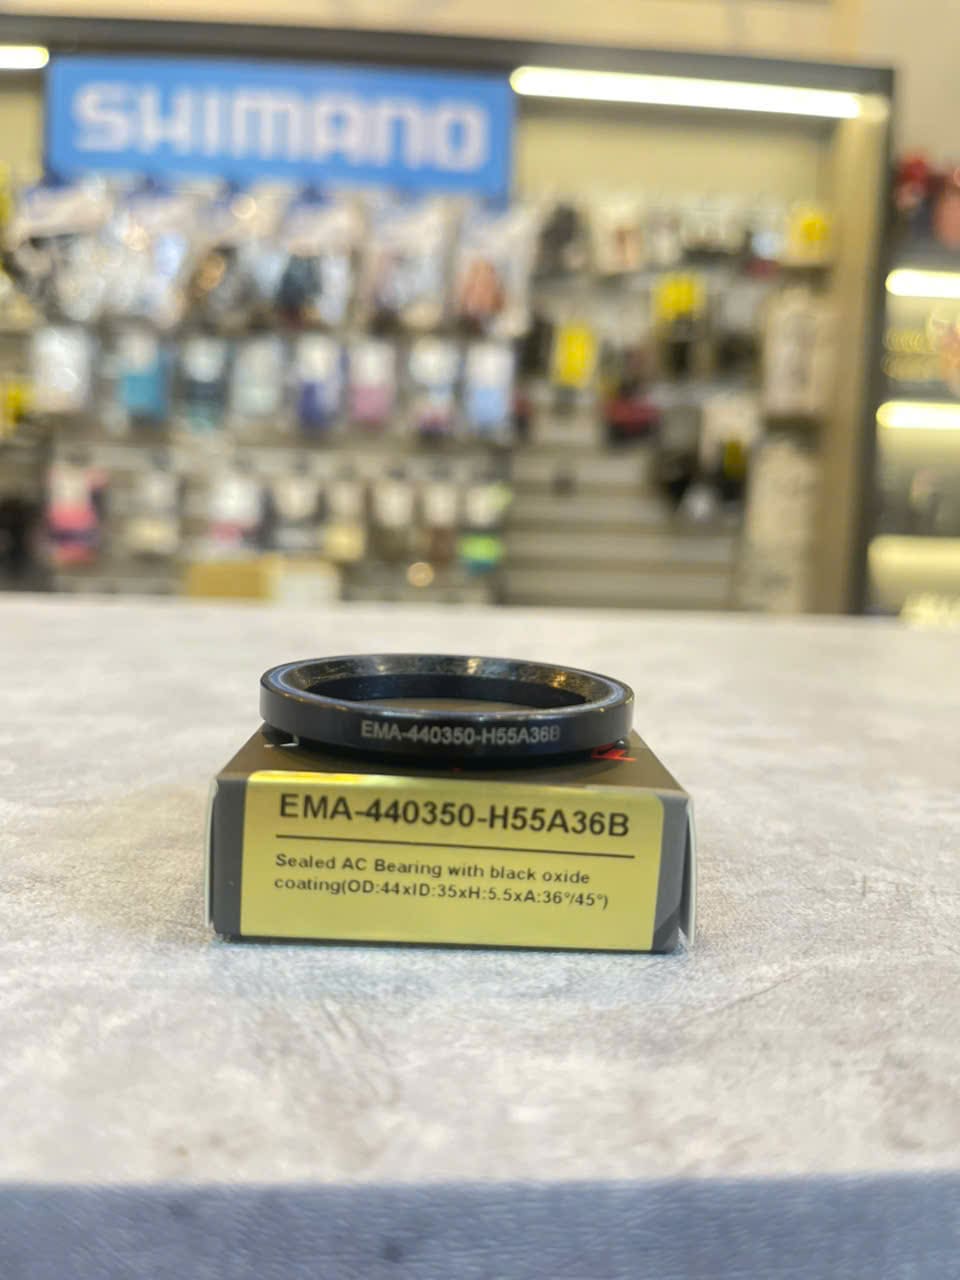 SHIMANO
EMA-440350-H55A36B
EMA-440350-H55A36B
Sealed AC Bearing with black oxide
coating(OD:44xID:35xH:5.5xA:36°/45°)